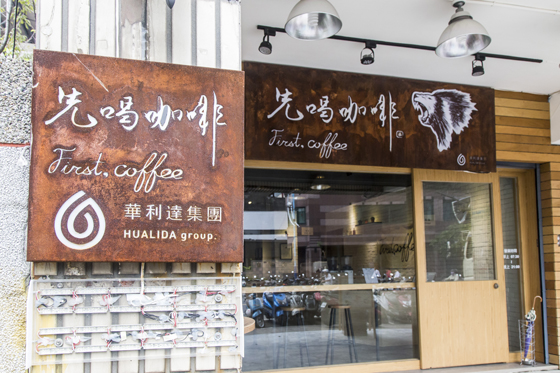 先喝咖啡
First. coffee
華利達集團
HUALIDA group.
先喝咖啡
First. coffee